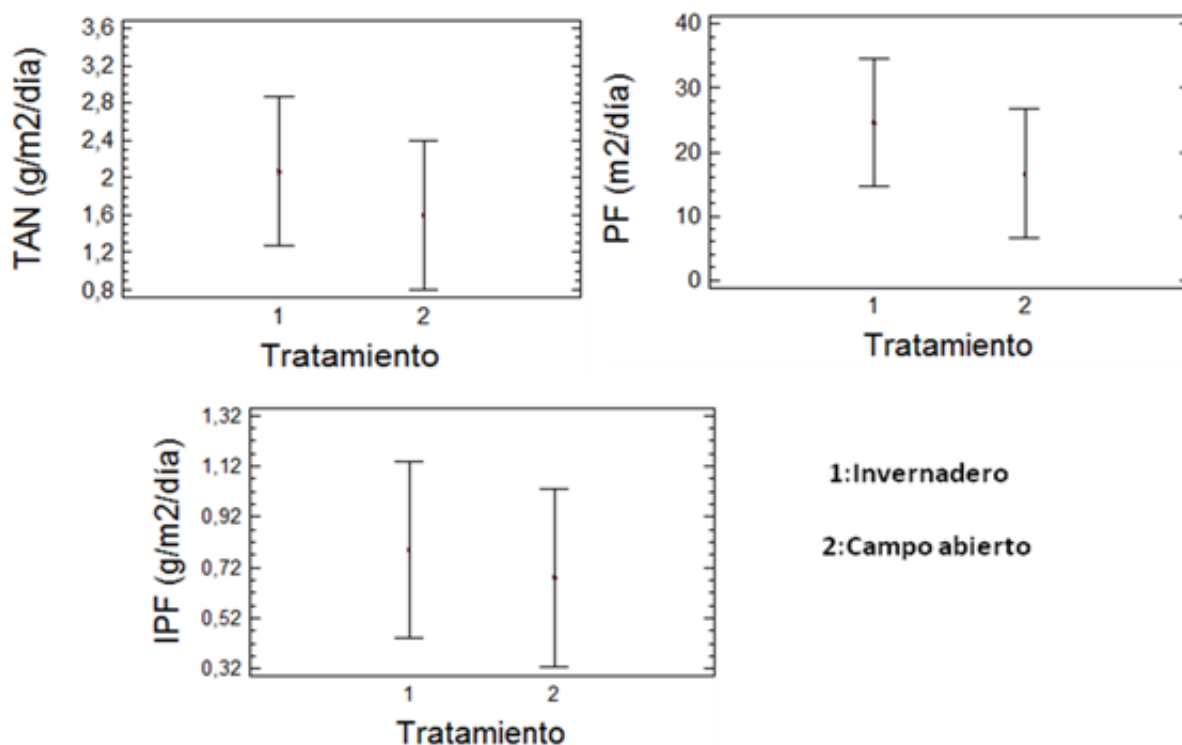 TAN (g/m2/día)
3,6
3,2
2,8
2,4
2
1,6
1,2
0,8
1 2
Tratamiento
PF (m2/día)
40
30
20
10
0
1 2
Tratamiento
IPF (g/m2/día)
1,32
1,12
0,92
0,72
0,52
0,32
1 2
Tratamiento
1:Invernadero
2:Campo abierto